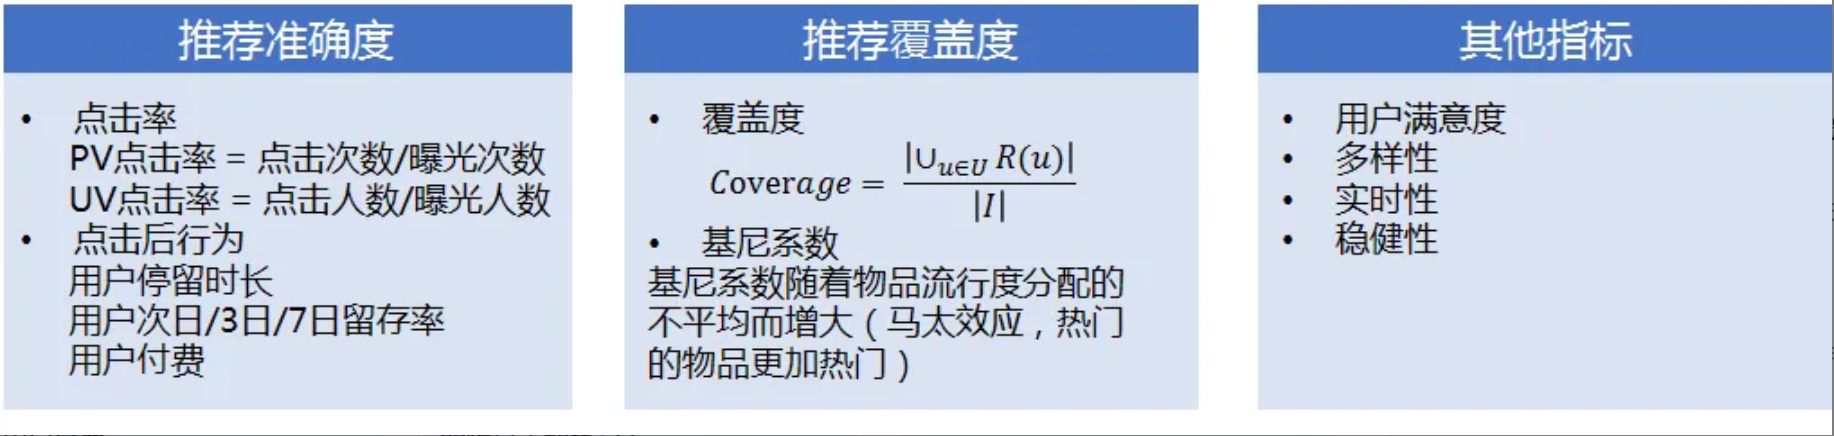 推荐准确度
• 点击率
PV点击率 = 点击次数/曝光次数
UV点击率 = 点击人数/曝光人数
• 点击后行为
用户停留时长
用户次日/3日/7日留存率
用户付费
推荐覆盖度
• 覆盖度
Coverage = |∪u∈U R(u)| / |I|
• 基尼系数
基尼系数随着物品流行度分配的
不平均而增大（马太效应，热门
的物品更加热门）
其他指标
• 用户满意度
• 多样性
• 实时性
• 稳健性